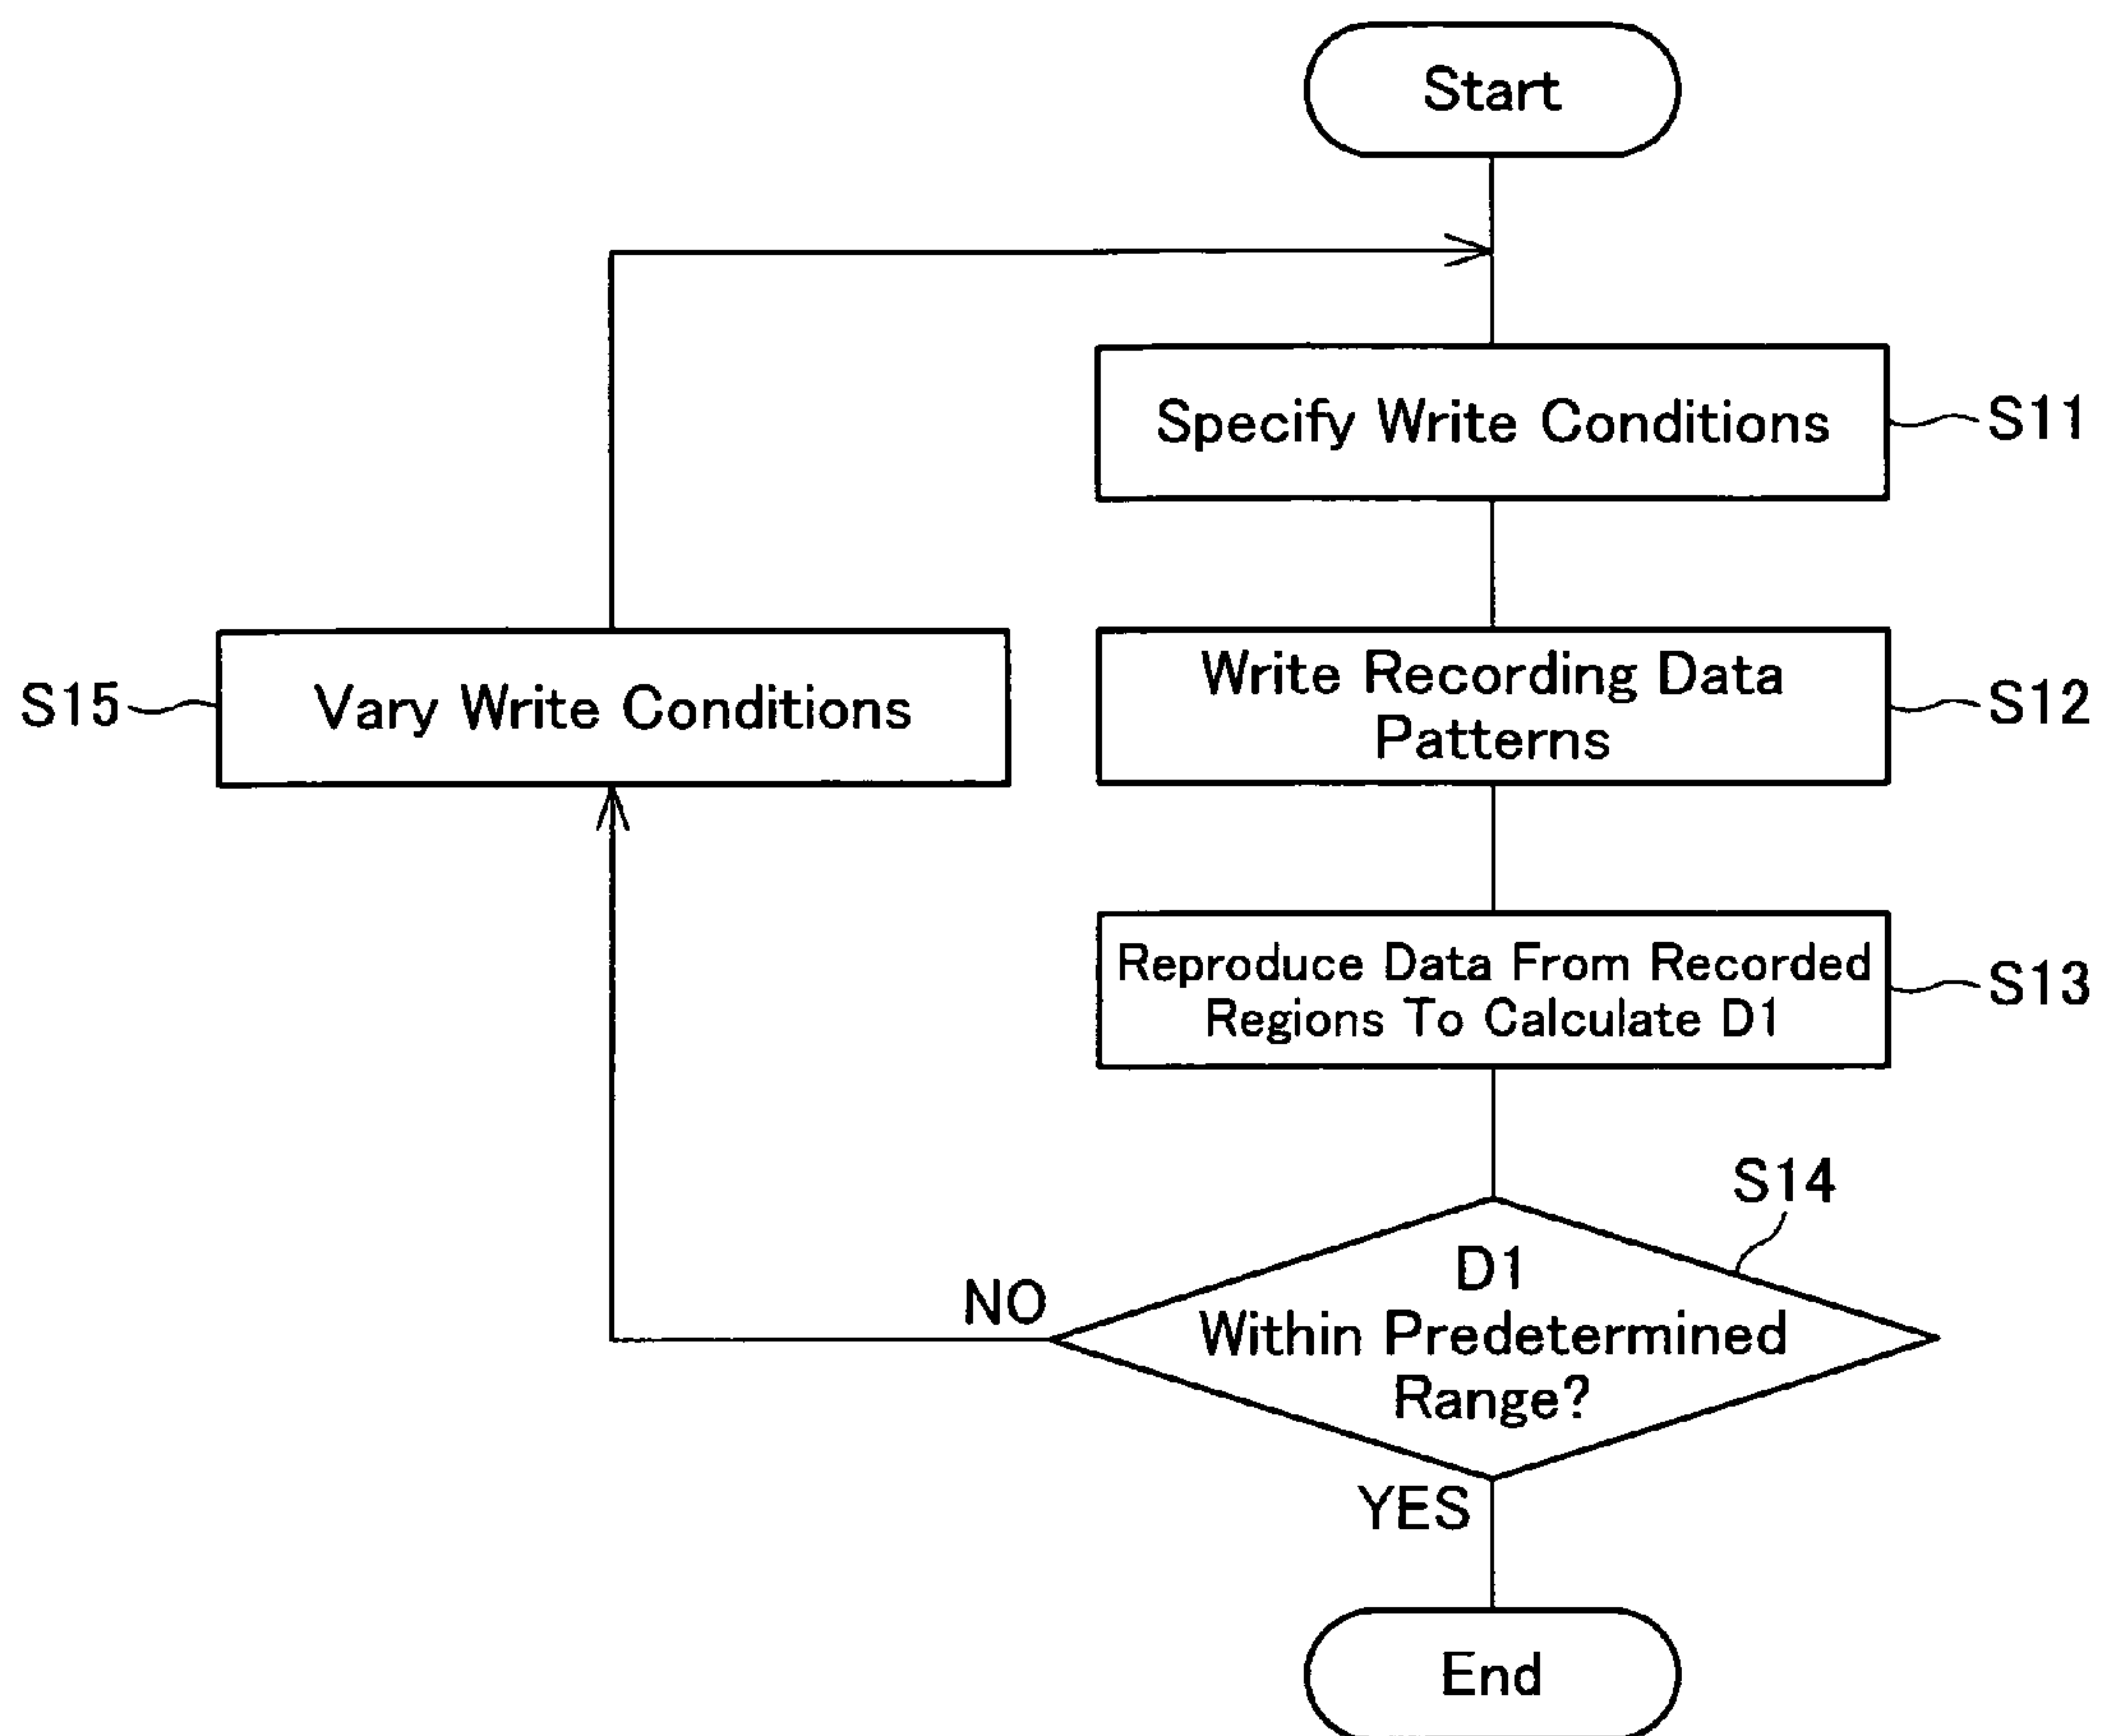 Start
Specify Write Conditions
S11
S15
Vary Write Conditions
Write Recording Data
Patterns
S12
Reproduce Data From Recorded
Regions To Calculate D1
S13
S14
D1
Within Predetermined
Range?
NO
YES
End